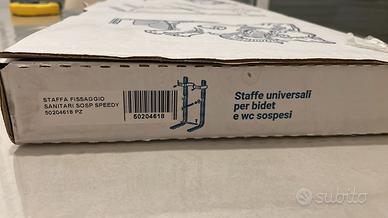 STAFFA FISSAGGIO
SANITARI SOSP.SPEEDY
50204618 PZ
50204618
Staffe universali
per bidet
e wc sospesi
subito